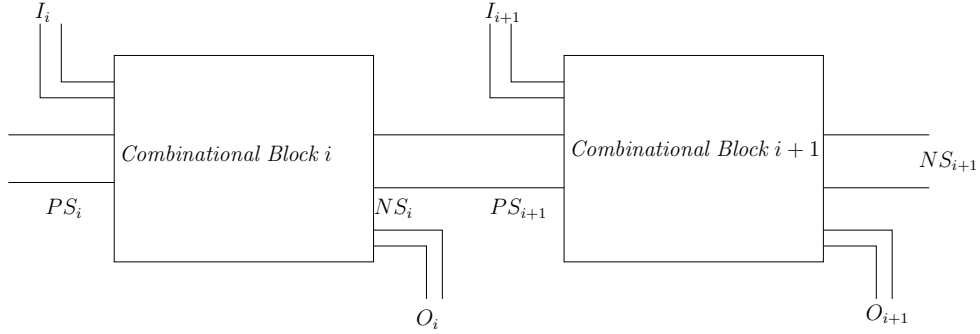 I_i
I_{i+1}
Combinational Block i
Combinational Block i + 1
NS_{i+1}
PS_i
NS_i
PS_{i+1}
O_i
O_{i+1}